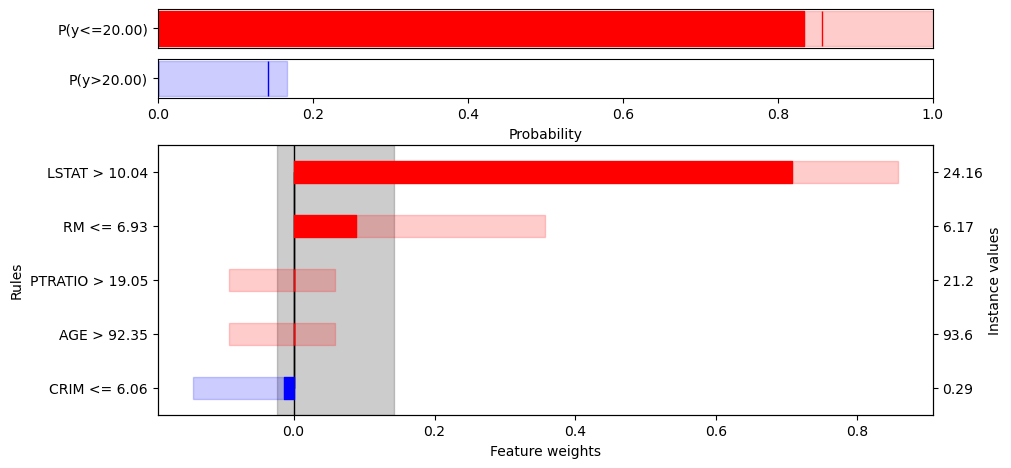 P(y<=20.00)
P(y>20.00)
0.0 0.2 0.4 0.6 0.8 1.0
Probability
LSTAT > 10.04 24.16
RM <= 6.93 6.17
PTRATIO > 19.05 21.2
AGE > 92.35 93.6
CRIM <= 6.06 0.29
Rules
Instance values
0.0 0.2 0.4 0.6 0.8
Feature weights